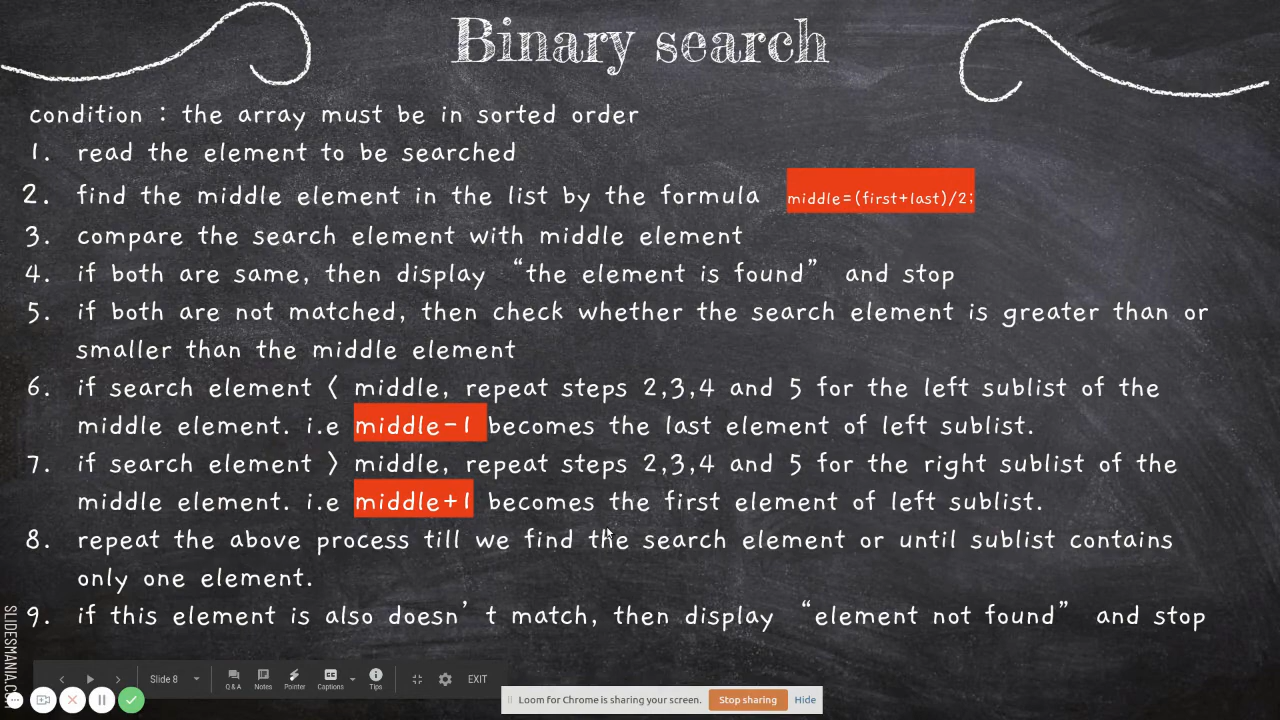 Binary search
condition : the array must be in sorted order
1. read the element to be searched
2. find the middle element in the list by the formula middle=(first+last)/2;
3. compare the search element with middle element
4. if both are same, then display “the element is found” and stop
5. if both are not matched, then check whether the search element is greater than or
smaller than the middle element
6. if search element < middle, repeat steps 2,3,4 and 5 for the left sublist of the
middle element. i.e middle-1 becomes the last element of left sublist.
7. if search element > middle, repeat steps 2,3,4 and 5 for the right sublist of the
middle element. i.e middle+1 becomes the first element of left sublist.
8. repeat the above process till we find the search element or until sublist contains
only one element.
9. if this element is also doesn’t match, then display “element not found” and stop
Slide 8
Q & A
Notes
Pointer
Captions
Tips
EXIT
Loom for Chrome is sharing your screen.
Stop sharing
Hide